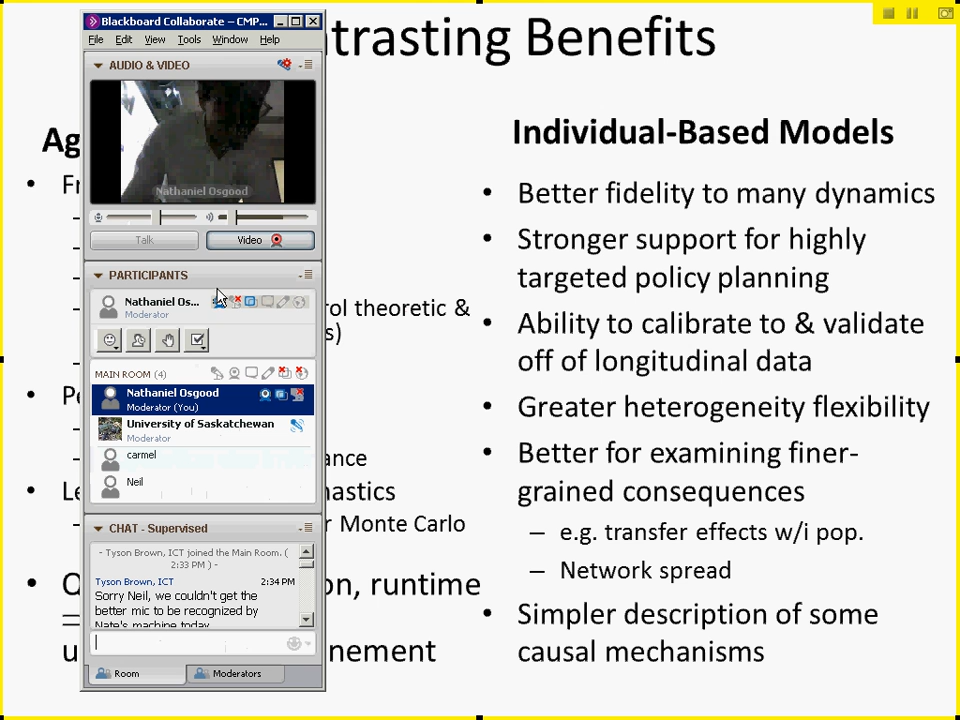 trasting Benefits
Blackboard Collaborate – CMP...
File Edit View Tools Window Help
AUDIO & VIDEO
Nathaniel Osgood
Talk Video
PARTICIPANTS
Nathaniel Os...
Moderator
MAIN ROOM (4)
Nathaniel Osgood
Moderator (You)
University of Saskatchewan
Moderator
carmel
Neil
CHAT - Supervised
- Tyson Brown, ICT joined the Main Room. (
2:33 PM ) -
Tyson Brown, ICT 2:34 PM
Sorry Neil, we couldn't get the
better mic to be recognized by
Nate's machine today
Room Moderators
Ag
• Fr
-
-
-
- rol theoretic &
s)
-
• Pe
-
- ance
• Le nastics
- r Monte Carlo
• Q on, runtime
u nement
Individual-Based Models
• Better fidelity to many dynamics
• Stronger support for highly
targeted policy planning
• Ability to calibrate to & validate
off of longitudinal data
• Greater heterogeneity flexibility
• Better for examining finer-
grained consequences
– e.g. transfer effects w/i pop.
– Network spread
• Simpler description of some
causal mechanisms